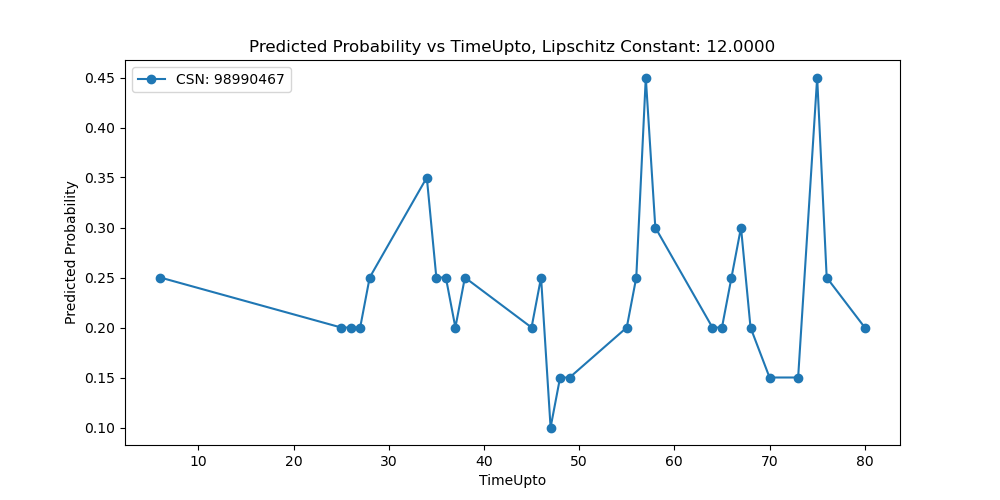 Predicted Probability vs TimeUpto, Lipschitz Constant: 12.0000
CSN: 98990467
Predicted Probability
0.45
0.40
0.35
0.30
0.25
0.20
0.15
0.10
10 20 30 40 50 60 70 80
TimeUpto